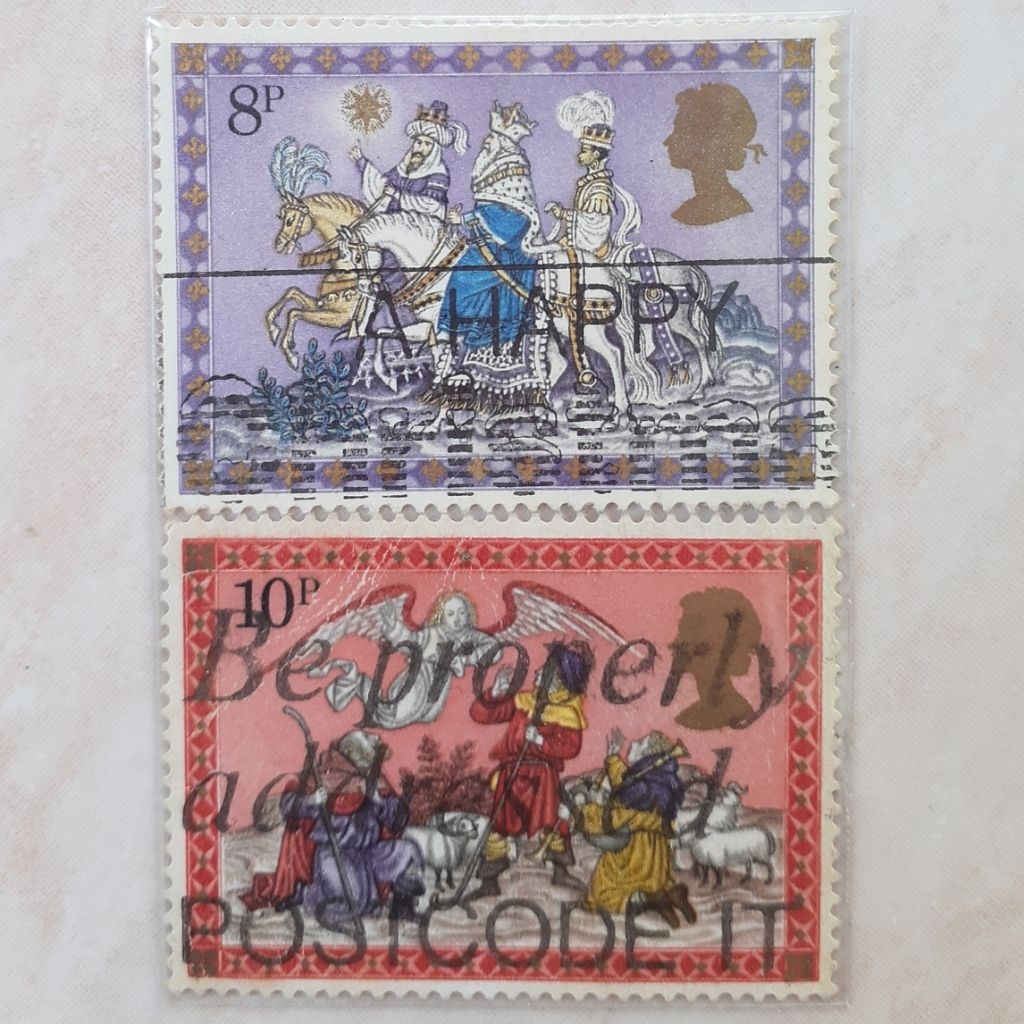 8P
A HAPPY
10P
Be properly
POSTCODE IT